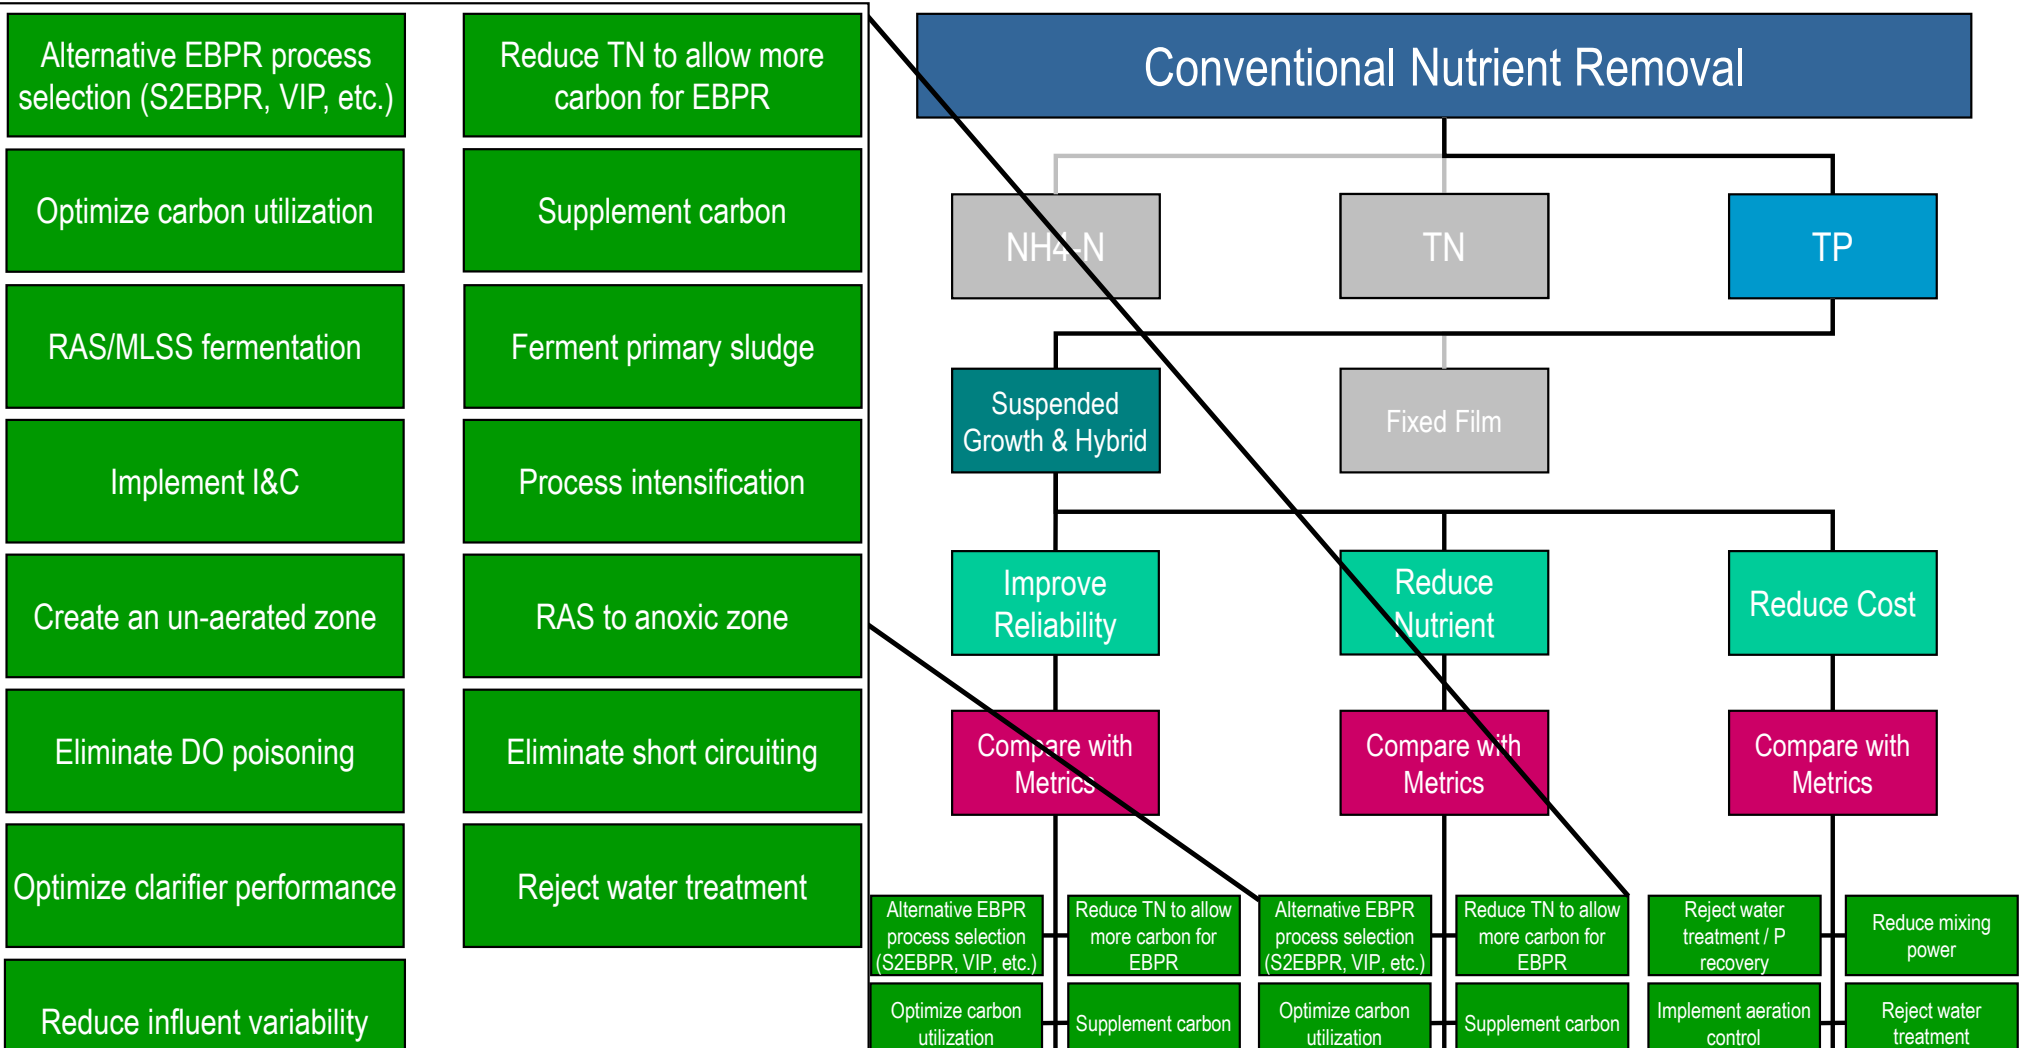 Alternative EBPR process
selection (S2EBPR, VIP, etc.)
Reduce TN to allow more
carbon for EBPR
Optimize carbon utilization
Supplement carbon
RAS/MLSS fermentation
Ferment primary sludge
Implement I&C
Process intensification
Create an un-aerated zone
RAS to anoxic zone
Eliminate DO poisoning
Eliminate short circuiting
Optimize clarifier performance
Reject water treatment
Reduce influent variability
Conventional Nutrient Removal
NH4-N
TN
TP
Suspended
Growth & Hybrid
Fixed Film
Improve
Reliability
Reduce
Nutrient
Reduce Cost
Compare with
Metrics
Compare with
Metrics
Compare with
Metrics
Alternative EBPR
process selection
(S2EBPR, VIP, etc.)
Reduce TN to allow
more carbon for
EBPR
Alternative EBPR
process selection
(S2EBPR, VIP, etc.)
Reduce TN to allow
more carbon for
EBPR
Reject water
treatment / P
recovery
Reduce mixing
power
Optimize carbon
utilization
Supplement carbon
Optimize carbon
utilization
Supplement carbon
Implement aeration
control
Reject water
treatment